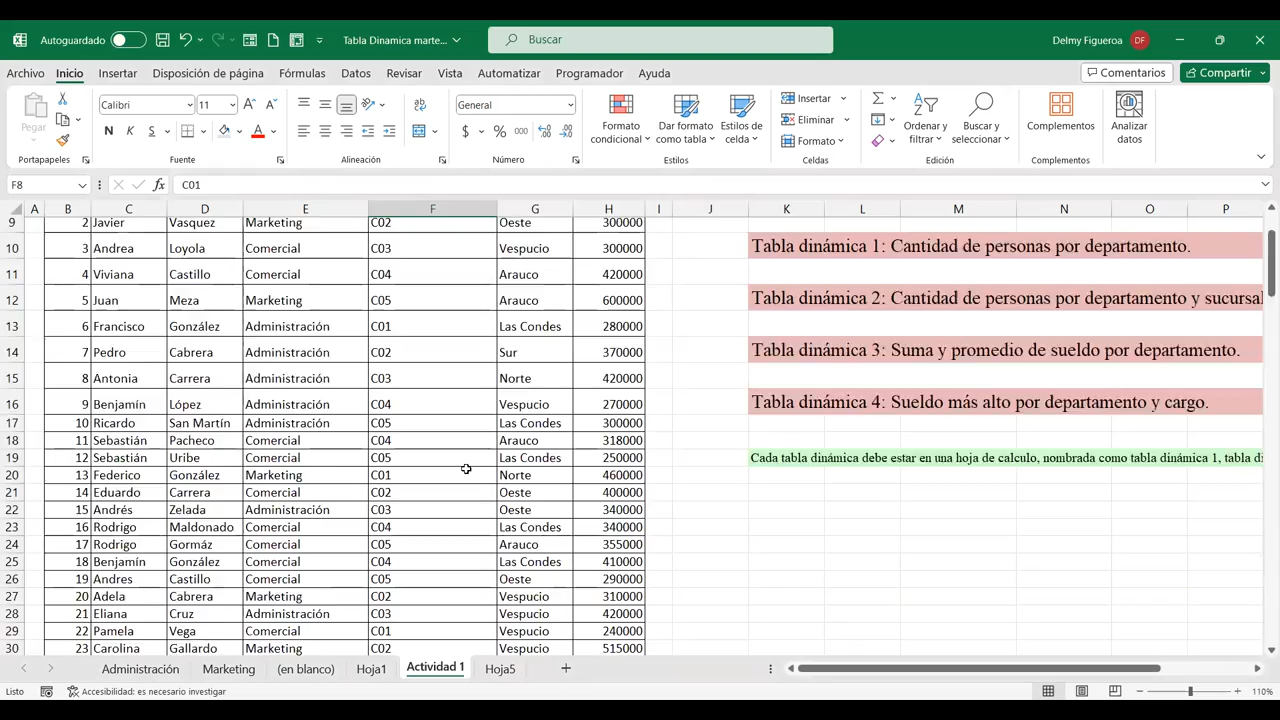 Autoguardado
Tabla Dinamica marte...
Buscar
Delmy Figueroa
DF
Archivo Inicio Insertar Disposición de página Fórmulas Datos Revisar Vista Automatizar Programador Ayuda
Comentarios
Compartir
Pegar
Calibri
11
N K S
General
$ % 000
Formato condicional
Dar formato como tabla
Estilos de celda
Insertar
Eliminar
Formato
Ordenar y filtrar
Buscar y seleccionar
Complementos
Analizar datos
Portapapeles Fuente Alineación Número Estilos Celdas Edición Complementos
F8
fx
C01
A B C D E F G H I J K L M N O P
9 2 Javier Vasquez Marketing C02 Oeste 300000
10 3 Andrea Loyola Comercial C03 Vespucio 300000
Tabla dinámica 1: Cantidad de personas por departamento.
11 4 Viviana Castillo Comercial C04 Arauco 420000
12 5 Juan Meza Marketing C05 Arauco 600000
Tabla dinámica 2: Cantidad de personas por departamento y sucursal
13 6 Francisco González Administración C01 Las Condes 280000
14 7 Pedro Cabrera Administración C02 Sur 370000
Tabla dinámica 3: Suma y promedio de sueldo por departamento.
15 8 Antonia Carrera Administración C03 Norte 420000
16 9 Benjamín López Administración C04 Vespucio 270000
Tabla dinámica 4: Sueldo más alto por departamento y cargo.
17 10 Ricardo San Martín Administración C05 Las Condes 300000
18 11 Sebastián Pacheco Comercial C04 Arauco 318000
19 12 Sebastián Uribe Comercial C05 Las Condes 250000
Cada tabla dinámica debe estar en una hoja de calculo, nombrada como tabla dinámica 1, tabla di
20 13 Federico González Marketing C01 Norte 460000
21 14 Eduardo Carrera Comercial C02 Oeste 400000
22 15 Andrés Zelada Administración C03 Oeste 340000
23 16 Rodrigo Maldonado Comercial C04 Las Condes 340000
24 17 Rodrigo Gormáz Comercial C05 Arauco 355000
25 18 Benjamín González Comercial C04 Las Condes 410000
26 19 Andres Castillo Comercial C05 Oeste 290000
27 20 Adela Cabrera Marketing C02 Vespucio 310000
28 21 Eliana Cruz Administración C03 Vespucio 420000
29 22 Pamela Vega Comercial C01 Vespucio 240000
30 23 Carolina Gallardo Marketing C02 Vespucio 515000
Administración Marketing (en blanco) Hoja1 Actividad 1 Hoja5
Listo
Accesibilidad: es necesario investigar
110%